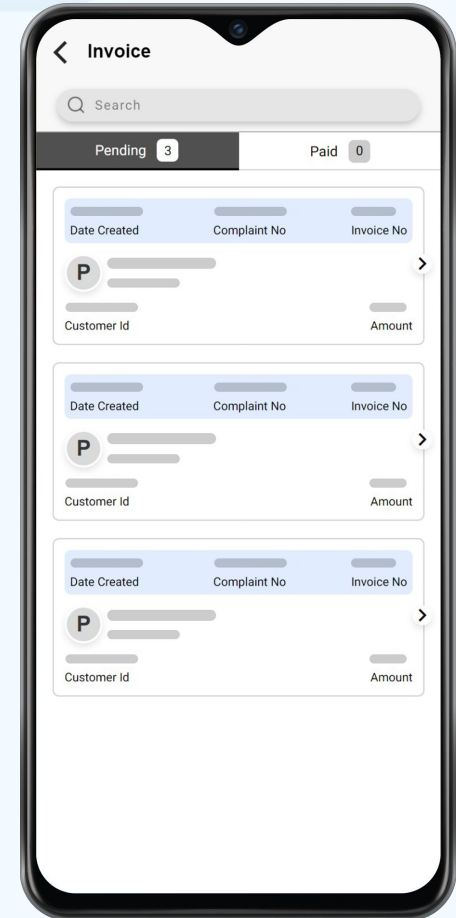 Invoice
Search
Pending 3 Paid 0
Date Created Complaint No Invoice No
P
Customer Id Amount
Date Created Complaint No Invoice No
P
Customer Id Amount
Date Created Complaint No Invoice No
P
Customer Id Amount